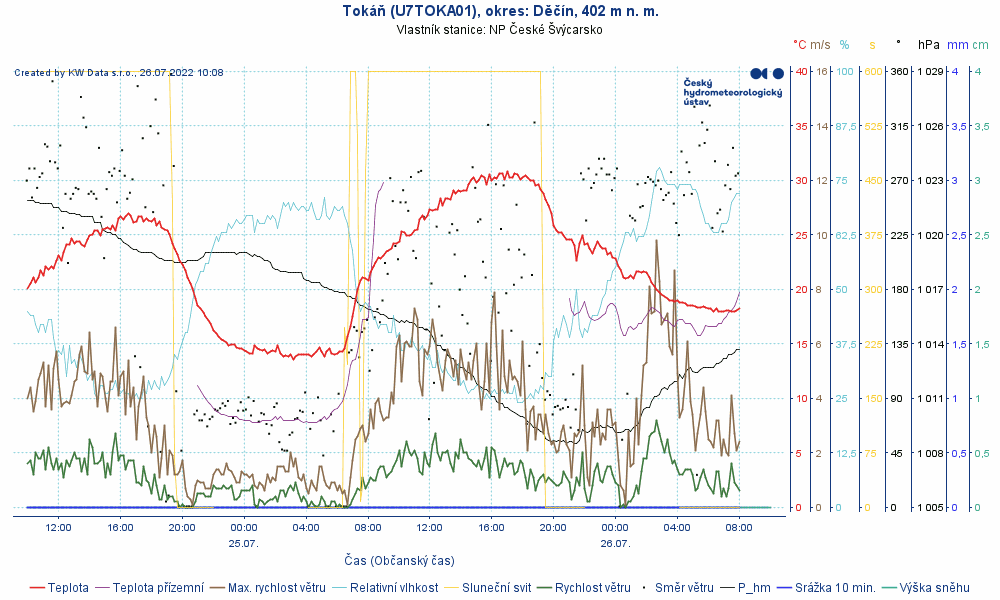 Tokáň (U7TOKA01), okres: Děčín, 402 m n. m.
Vlastník stanice: NP České Švýcarsko
°C m/s % s ° hPa mm cm
Created by KW Data s.r.o., 26.07.2022 10:08
Český
hydrometeorologický
ústav
40 16 100 600 360 1 029 4 4
35 14 87,5 525 315 1 026 3,5 3,5
30 12 75 450 270 1 023 3 3
25 10 62,5 375 225 1 020 2,5 2,5
20 8 50 300 180 1 017 2 2
15 6 37,5 225 135 1 014 1,5 1,5
10 4 25 150 90 1 011 1 1
5 2 12,5 75 45 1 008 0,5 0,5
0 0 0 0 0 1 005 0 0
12:00 16:00 20:00 00:00 04:00 08:00 12:00 16:00 20:00 00:00 04:00 08:00
25.07. 26.07.
Čas (Občanský čas)
Teplota Teplota přízemní Max. rychlost větru Relativní vlhkost Sluneční svit Rychlost větru Směr větru P_hm Srážka 10 min. Výška sněhu